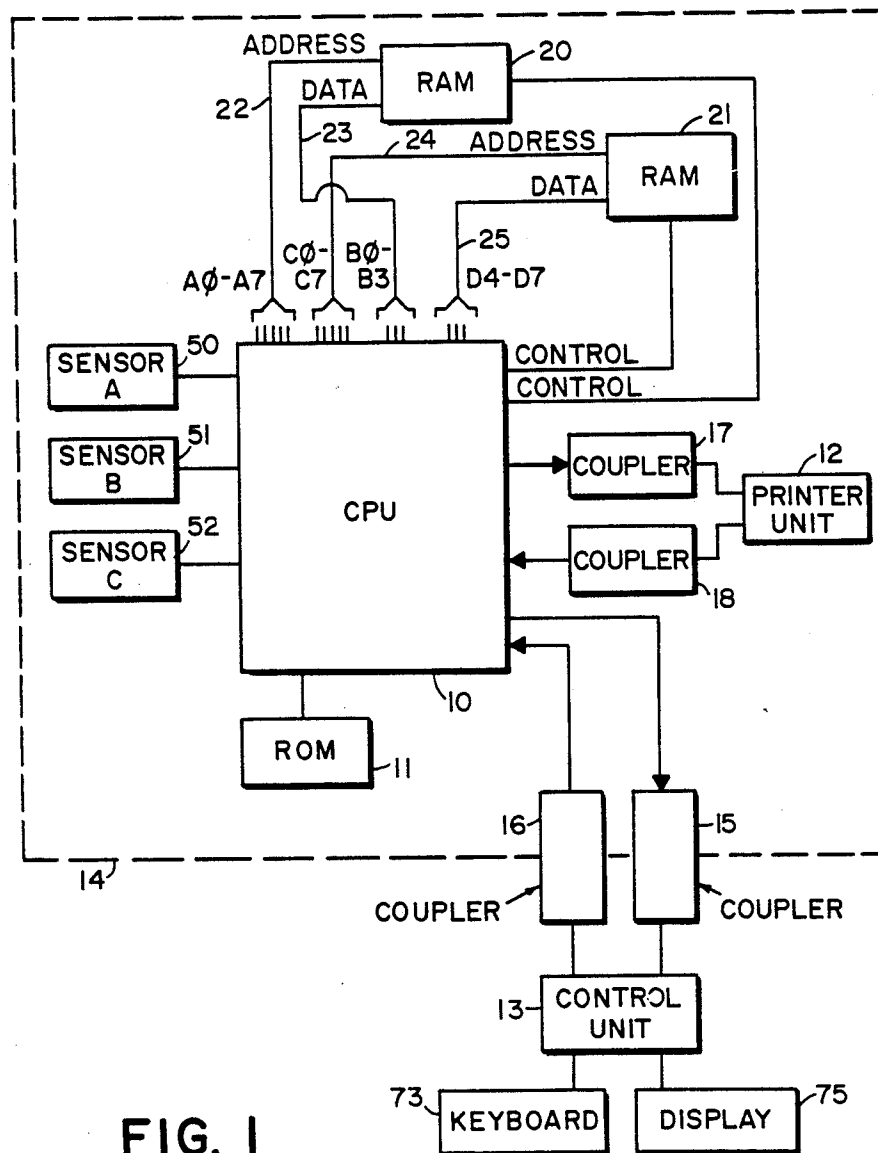 ADDRESS
20
RAM
DATA
22
23
24
ADDRESS
21
RAM
DATA
25
AØ-A7
CØ-
C7
BØ-
B3
D4-D7
50
SENSOR
A
CONTROL
CONTROL
51
SENSOR
B
17
COUPLER
12
PRINTER
UNIT
CPU
52
SENSOR
C
COUPLER
18
10
ROM
11
16
15
14
COUPLER
COUPLER
13
CONTROL
UNIT
73
KEYBOARD
DISPLAY
75
FIG. 1